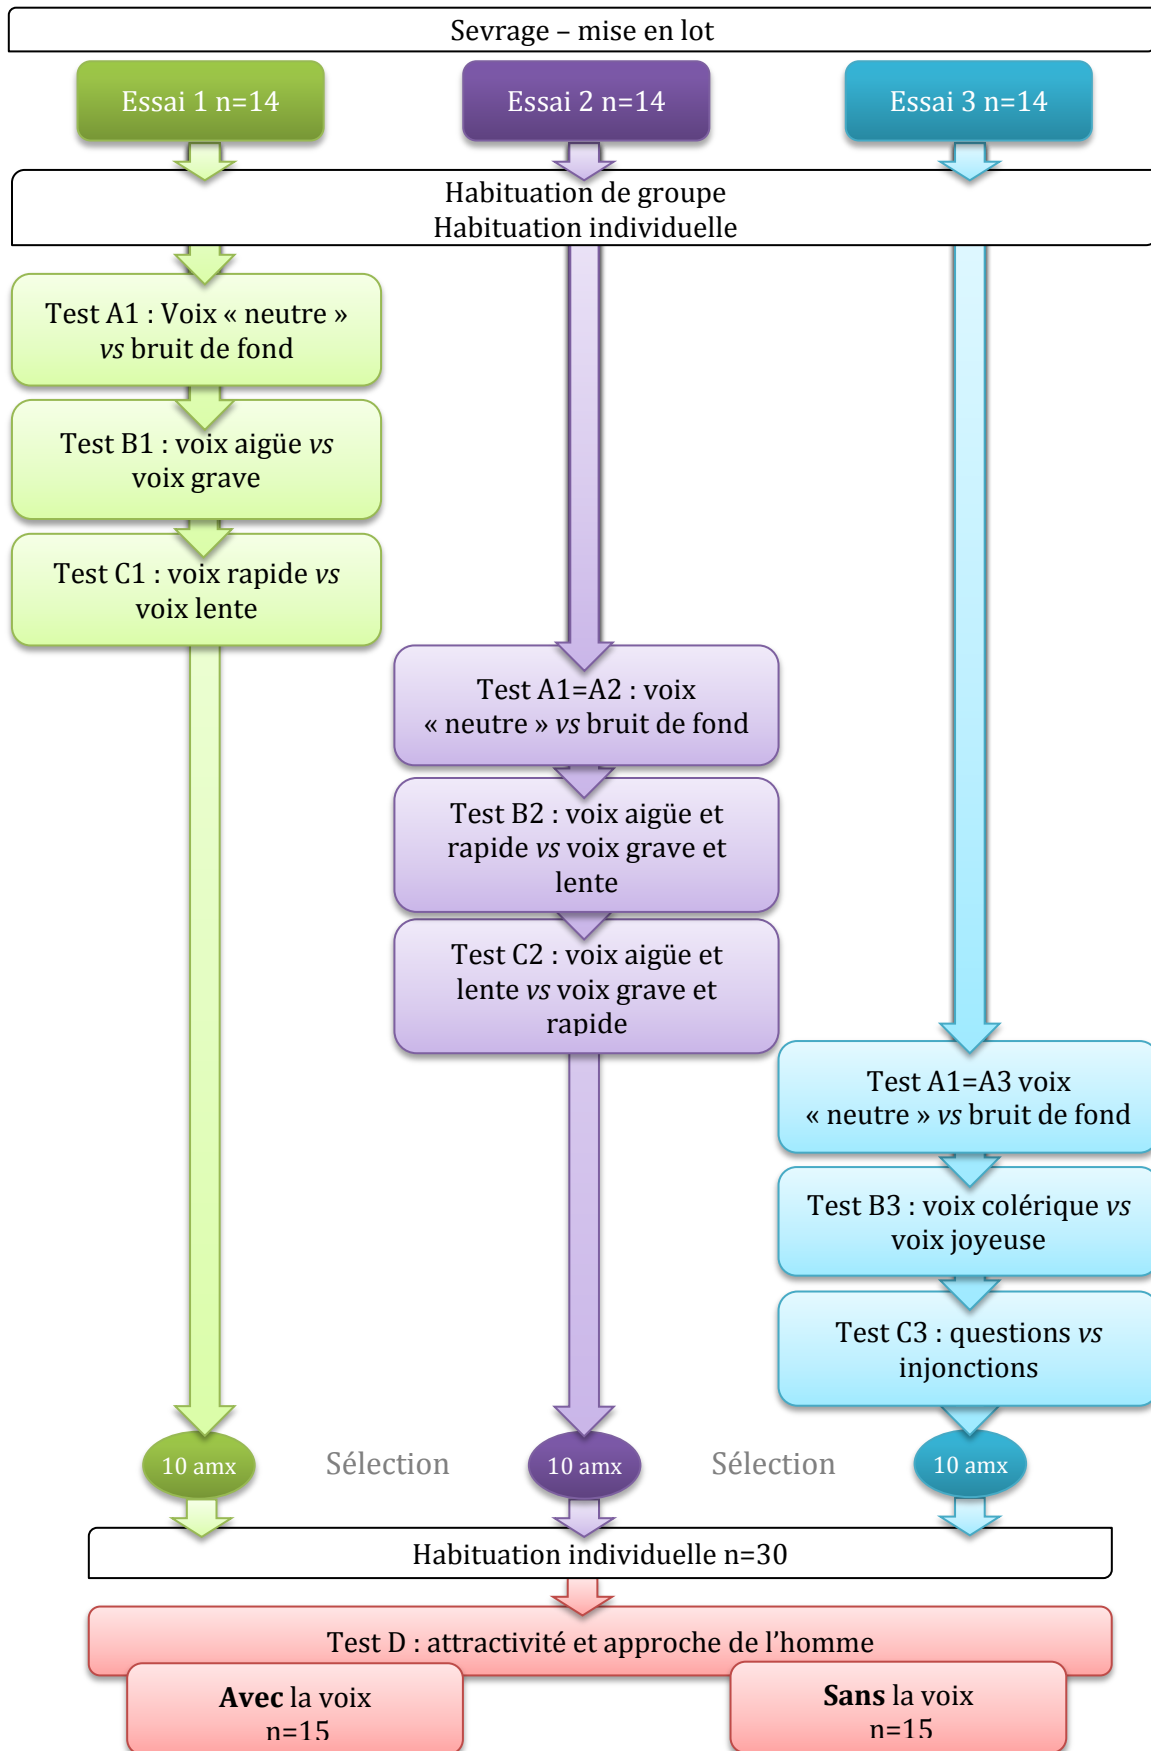 Sevrage – mise en lot
Essai 1 n=14
Essai 2 n=14
Essai 3 n=14
Habituation de groupe
Habituation individuelle
Test A1 : Voix « neutre »
vs bruit de fond
Test B1 : voix aigüe vs
voix grave
Test C1 : voix rapide vs
voix lente
Test A1=A2 : voix
« neutre » vs bruit de fond
Test B2 : voix aigüe et
rapide vs voix grave et
lente
Test C2 : voix aigüe et
lente vs voix grave et
rapide
Test A1=A3 voix
« neutre » vs bruit de fond
Test B3 : voix colérique vs
voix joyeuse
Test C3 : questions vs
injonctions
10 amx
Sélection
10 amx
Sélection
10 amx
Habituation individuelle n=30
Test D : attractivité et approche de l’homme
Avec la voix
n=15
Sans la voix
n=15